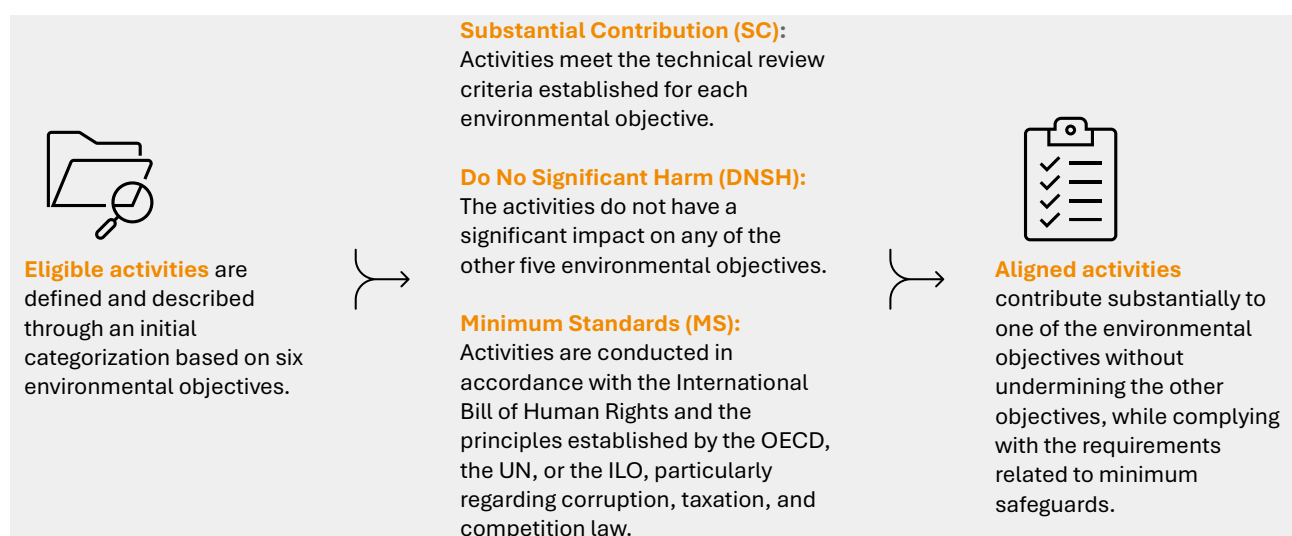 Eligible activities are
defined and described
through an initial
categorization based on six
environmental objectives.
Substantial Contribution (SC):
Activities meet the technical review
criteria established for each
environmental objective.
Do No Significant Harm (DNSH):
The activities do not have a
significant impact on any of the
other five environmental objectives.
Minimum Standards (MS):
Activities are conducted in
accordance with the International
Bill of Human Rights and the
principles established by the OECD,
the UN, or the ILO, particularly
regarding corruption, taxation, and
competition law.
Aligned activities
contribute substantially to
one of the environmental
objectives without
undermining the other
objectives, while complying
with the requirements
related to minimum
safeguards.